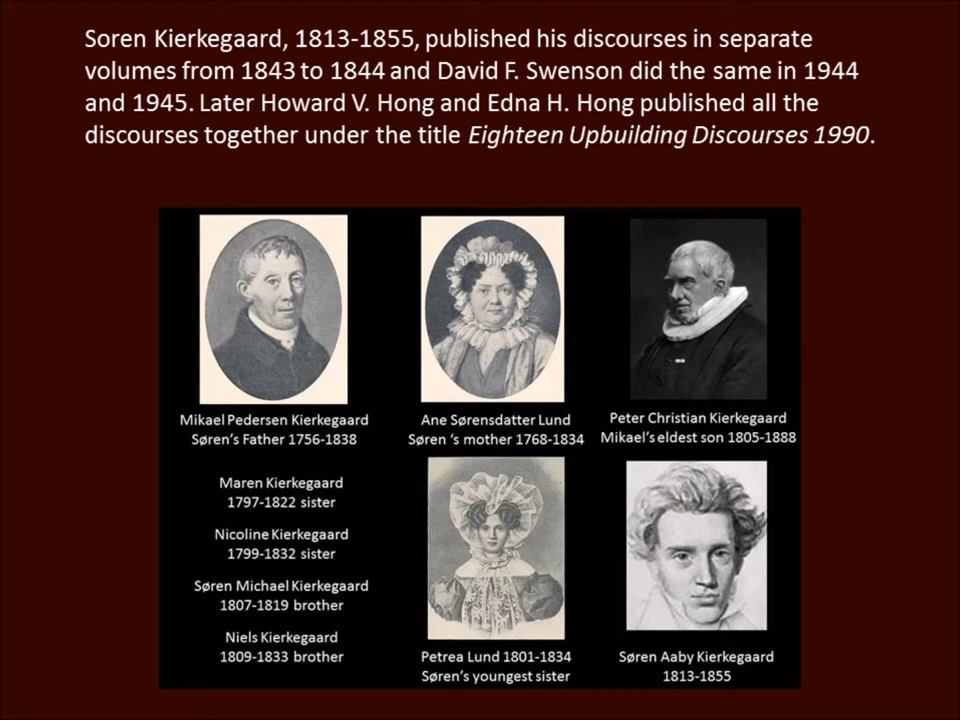 Soren Kierkegaard, 1813-1855, published his discourses in separate
volumes from 1843 to 1844 and David F. Swenson did the same in 1944
and 1945. Later Howard V. Hong and Edna H. Hong published all the
discourses together under the title Eighteen Upbuilding Discourses 1990.
Mikael Pedersen Kierkegaard
Søren's Father 1756-1838
Ane Sørensdatter Lund
Søren 's mother 1768-1834
Peter Christian Kierkegaard
Mikael's eldest son 1805-1888
Maren Kierkegaard
1797-1822 sister
Nicoline Kierkegaard
1799-1832 sister
Søren Michael Kierkegaard
1807-1819 brother
Niels Kierkegaard
1809-1833 brother
Petrea Lund 1801-1834
Søren's youngest sister
Søren Aaby Kierkegaard
1813-1855